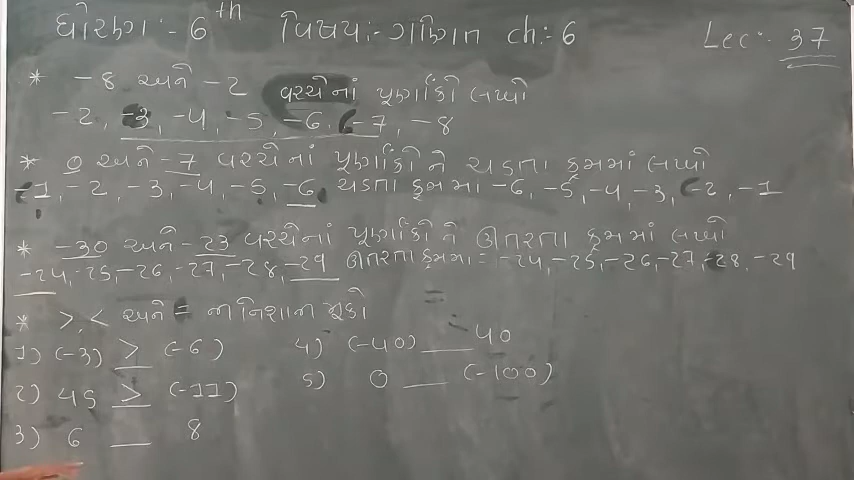 ધોરણ :- 6th વિષય :- ગણિત ch :- 6 Lec :- 37
* -8 અને -2 વચ્ચેનાં પૂર્ણાંકો લખો
-2, -3, -4, -5, -6, -7, -8
* 0 અને -7 વચ્ચેનાં પૂર્ણાંકો ને ચડતા ક્રમમાં લખો
-1, -2, -3, -4, -5, -6. ચડતા ક્રમમાં -6, -5, -4, -3, -2, -1
* -30 અને -23 વચ્ચેનાં પૂર્ણાંકો ને ઊતરતા ક્રમમાં લખો
-24, -25, -26, -27, -28, -29 ઊતરતા ક્રમમાં = -24, -25, -26, -27, -28, -29
* >, < અને = ના નિશાન મૂકો =
1) (-3) > (-6) 4) (-40) ___ 40
2) 45 > (-11) 5) 0 ___ (-100)
3) 6 ___ 8